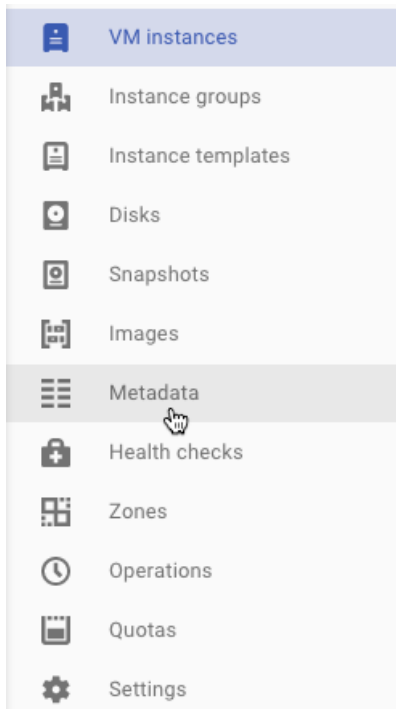 VM instances
Instance groups
Instance templates
Disks
Snapshots
Images
Metadata
Health checks
Zones
Operations
Quotas
Settings